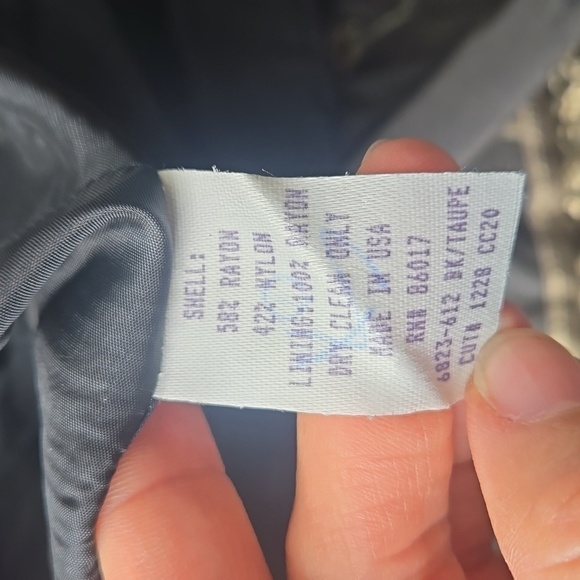 SHELL:
58% RAYON
42% NYLON
LINING:100% RAYON
DRY CLEAN ONLY
MADE IN USA
RN# 86017
6823-612 BK/TAUPE
CUT# 1228 CC20